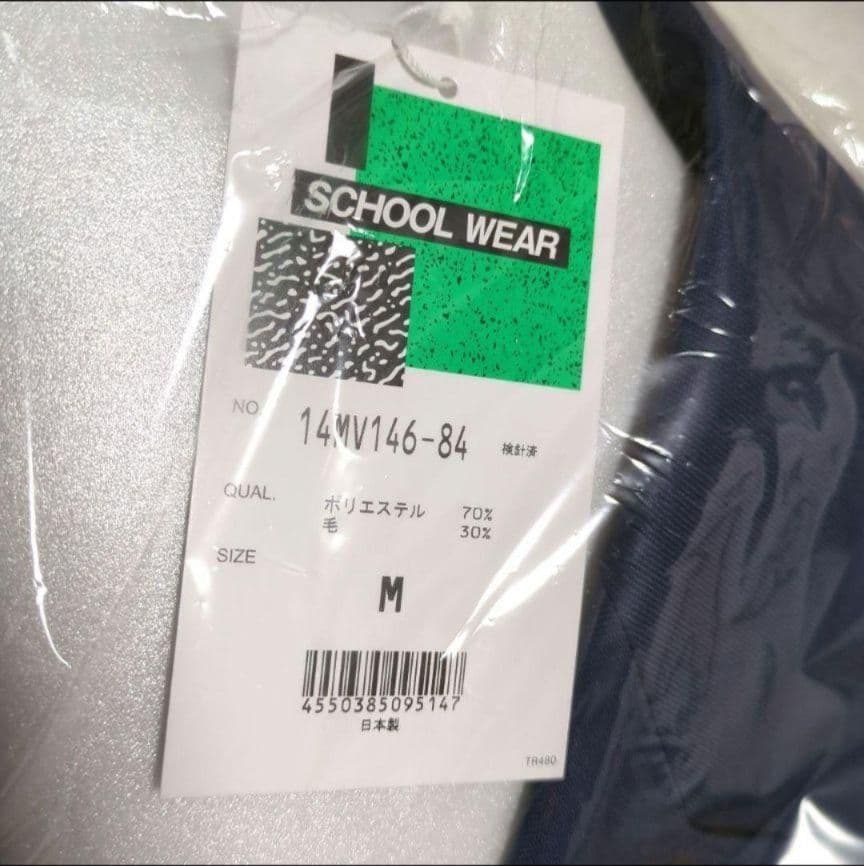 SCHOOL WEAR
NO. 14MV146-84 検針済
QUAL. ポリエステル 70%
毛 30%
SIZE
M
4550385095147
日本製
TR480